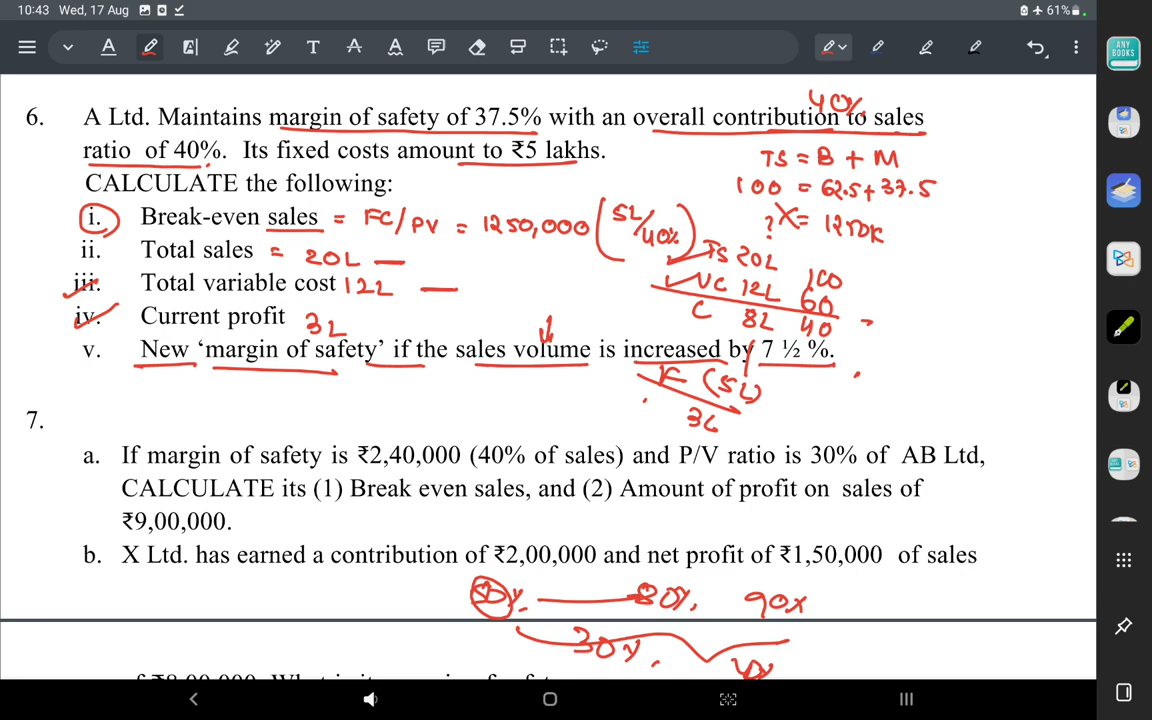 10:43 Wed, 17 Aug
61%
ANY BOOKS
40%
6. A Ltd. Maintains margin of safety of 37.5% with an overall contribution to sales
ratio of 40%. Its fixed costs amount to ₹5 lakhs.
TS = B + M
CALCULATE the following:
100 = 62.5 + 37.5
i. Break-even sales = FC/PV = 1250,000 (5L/40%)
? X = 1250K
ii. Total sales = 20L
TS 20L
iii. Total variable cost 12L
VC 12L
100
60
iv. Current profit 3L
C 8L 40
v. New ‘margin of safety’ if the sales volume is increased by 7 ½ %.
F (5L)
3L
7.
a. If margin of safety is ₹2,40,000 (40% of sales) and P/V ratio is 30% of AB Ltd,
CALCULATE its (1) Break even sales, and (2) Amount of profit on sales of
₹9,00,000.
b. X Ltd. has earned a contribution of ₹2,00,000 and net profit of ₹1,50,000 of sales
80%. 90%
30%.